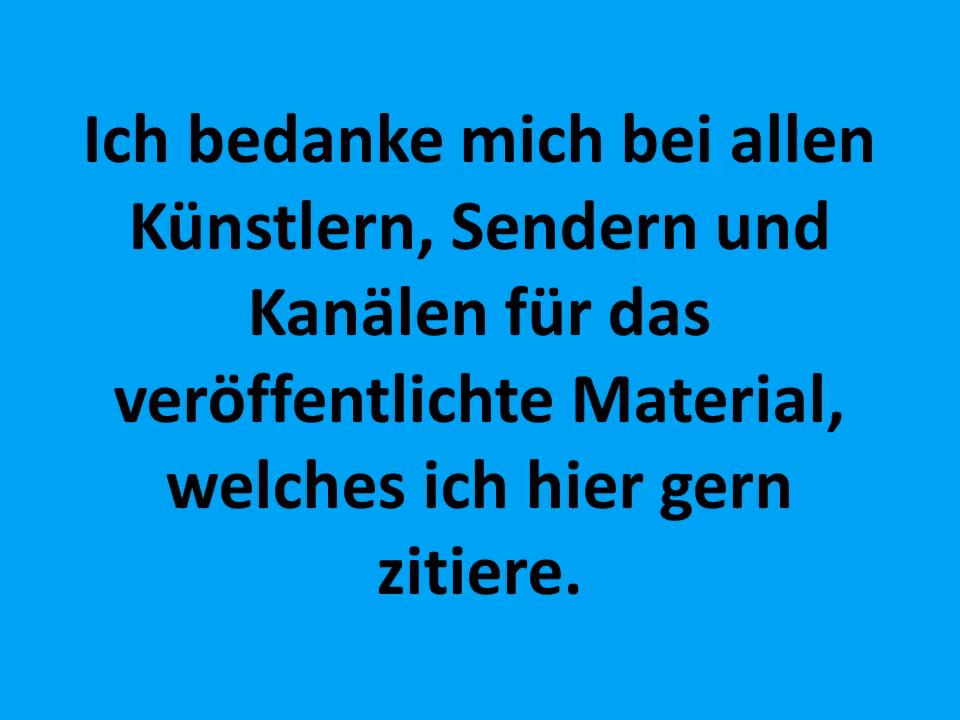 Ich bedanke mich bei allen
Künstlern, Sendern und
Kanälen für das
veröffentlichte Material,
welches ich hier gern
zitiere.